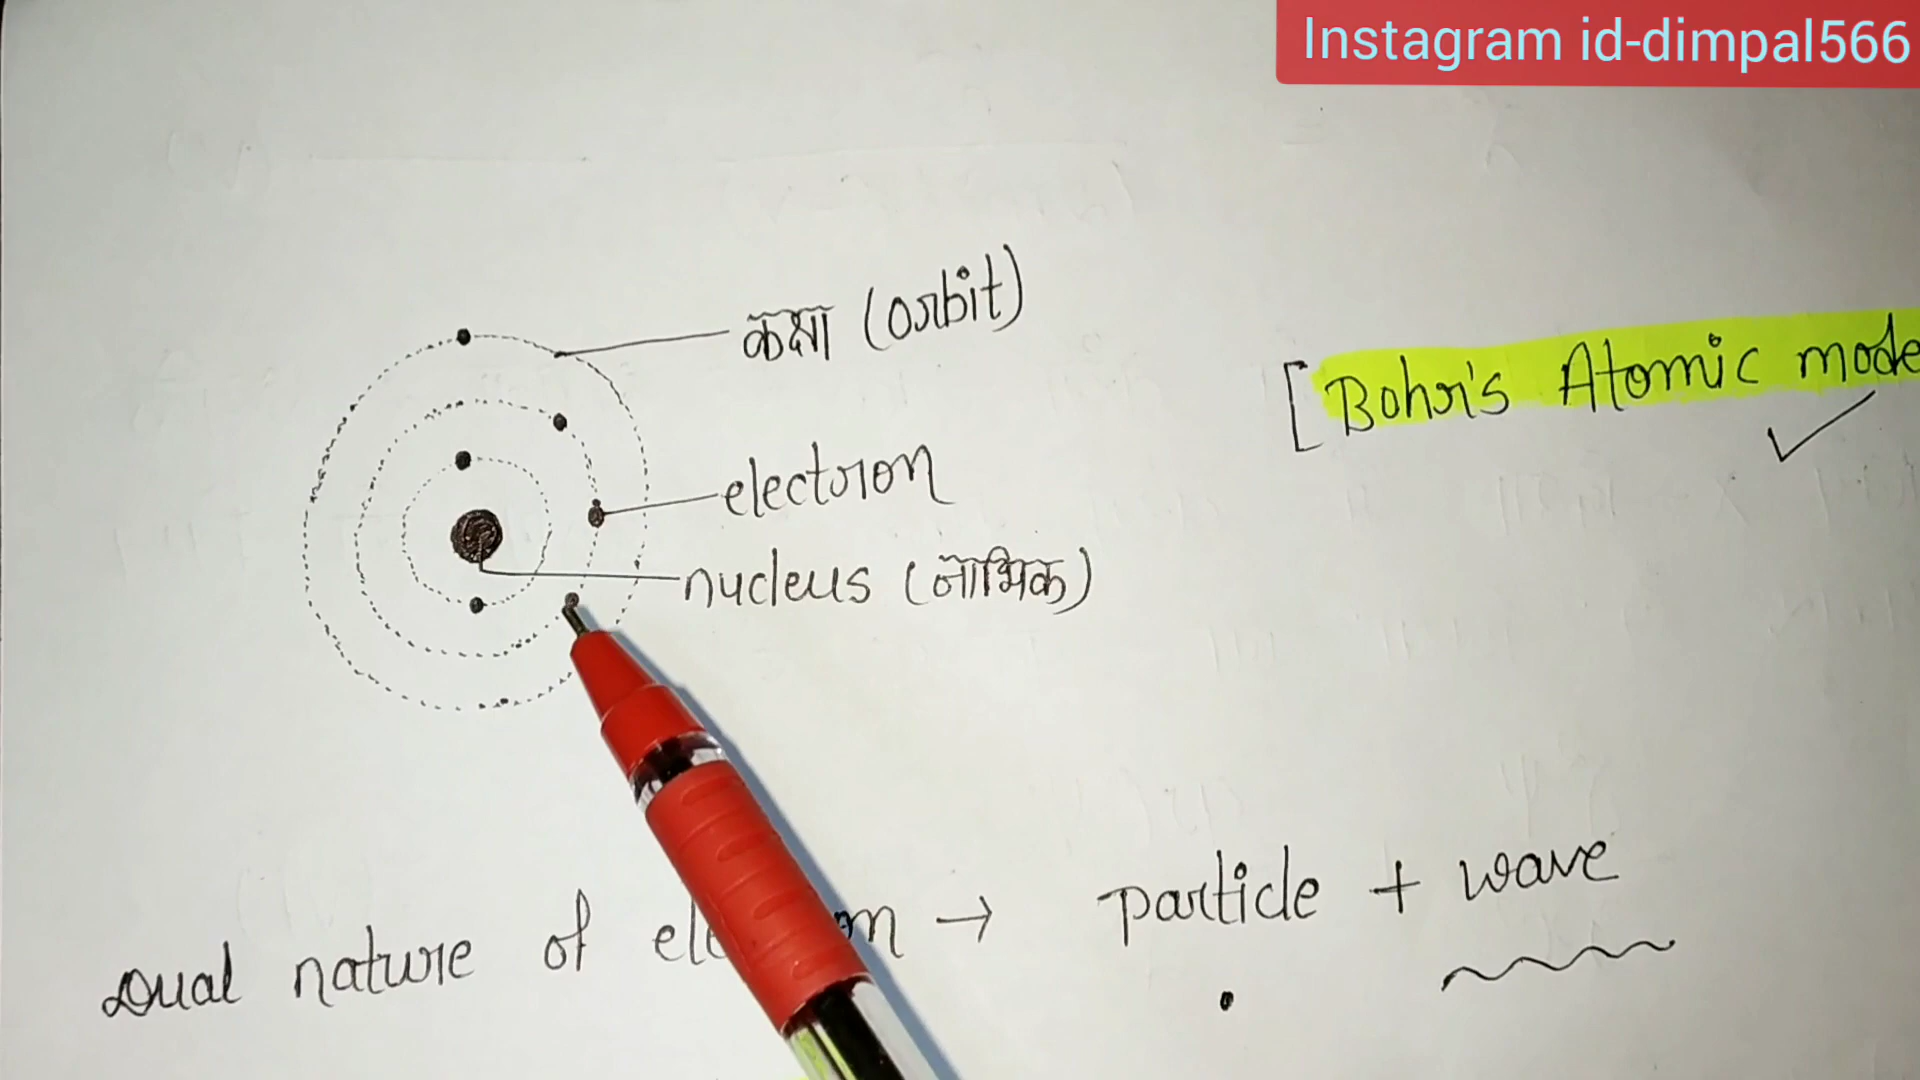 Instagram id-dimpal566
कक्षा (orbit)
[Bohr's Atomic mode
electron
nucleus (नाभिक)
Dual nature of → particle + wave